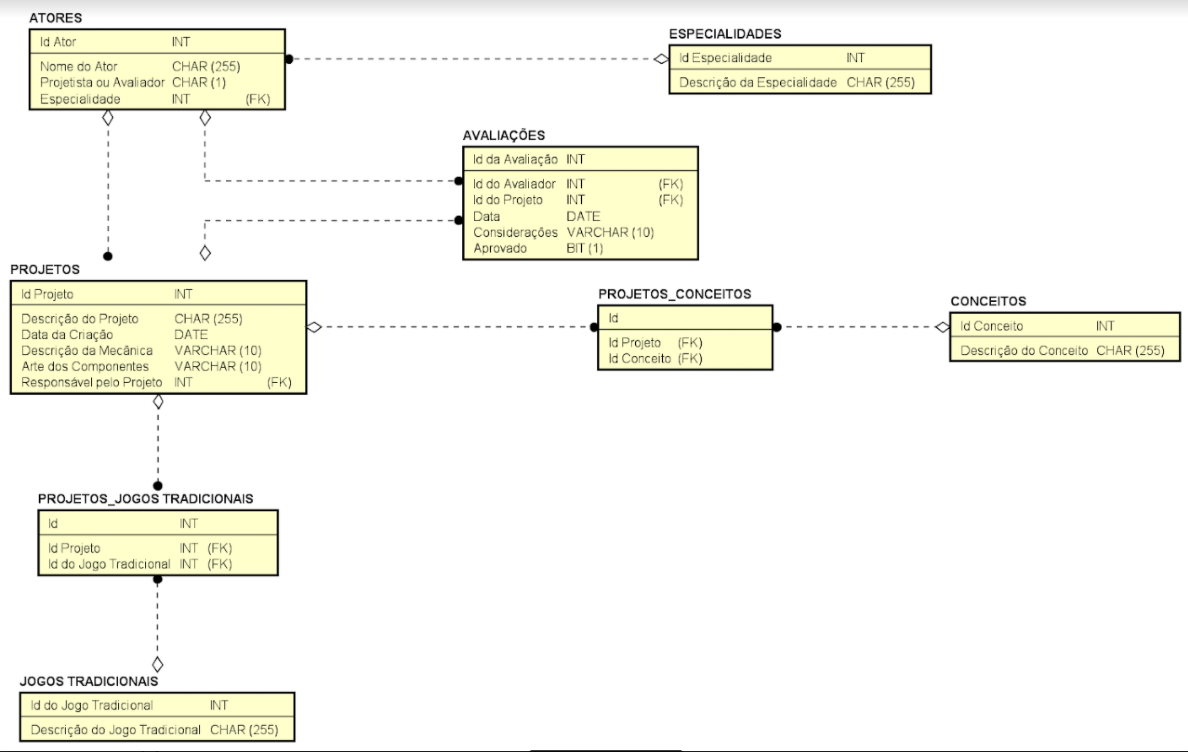 ATORES
Id Ator INT
Nome do Ator CHAR (255)
Projetista ou Avaliador CHAR (1)
Especialidade INT (FK)
ESPECIALIDADES
Id Especialidade INT
Descrição da Especialidade CHAR (255)
AVALIAÇÕES
Id da Avaliação INT
Id do Avaliador INT (FK)
Id do Projeto INT (FK)
Data DATE
Considerações VARCHAR (10)
Aprovado BIT (1)
PROJETOS
Id Projeto INT
Descrição do Projeto CHAR (255)
Data da Criação DATE
Descrição da Mecânica VARCHAR (10)
Arte dos Componentes VARCHAR (10)
Responsável pelo Projeto INT (FK)
PROJETOS_CONCEITOS
Id
Id Projeto (FK)
Id Conceito (FK)
CONCEITOS
Id Conceito INT
Descrição do Conceito CHAR (255)
PROJETOS_JOGOS TRADICIONAIS
Id INT
Id Projeto INT (FK)
Id do Jogo Tradicional INT (FK)
JOGOS TRADICIONAIS
Id do Jogo Tradicional INT
Descrição do Jogo Tradicional CHAR (255)